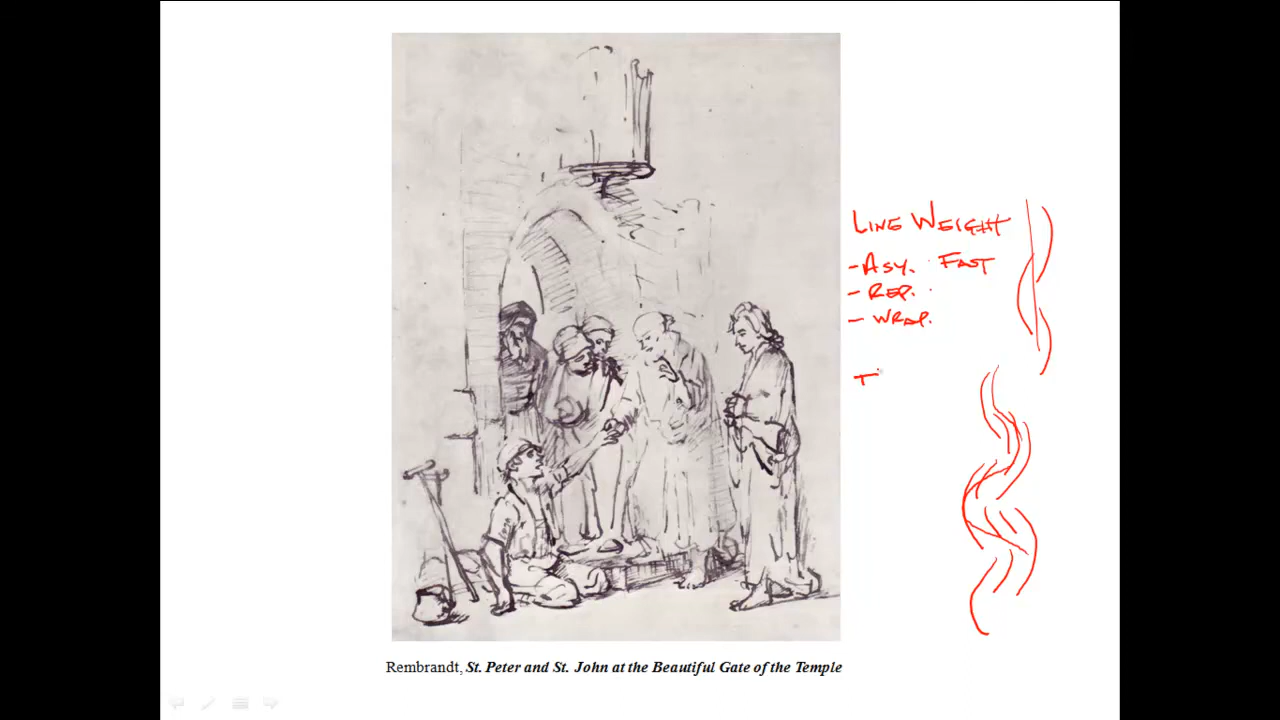 LINE WEIGHT
- ASY. FAST
- REP.
- WRAP.
T
Rembrandt, St. Peter and St. John at the Beautiful Gate of the Temple